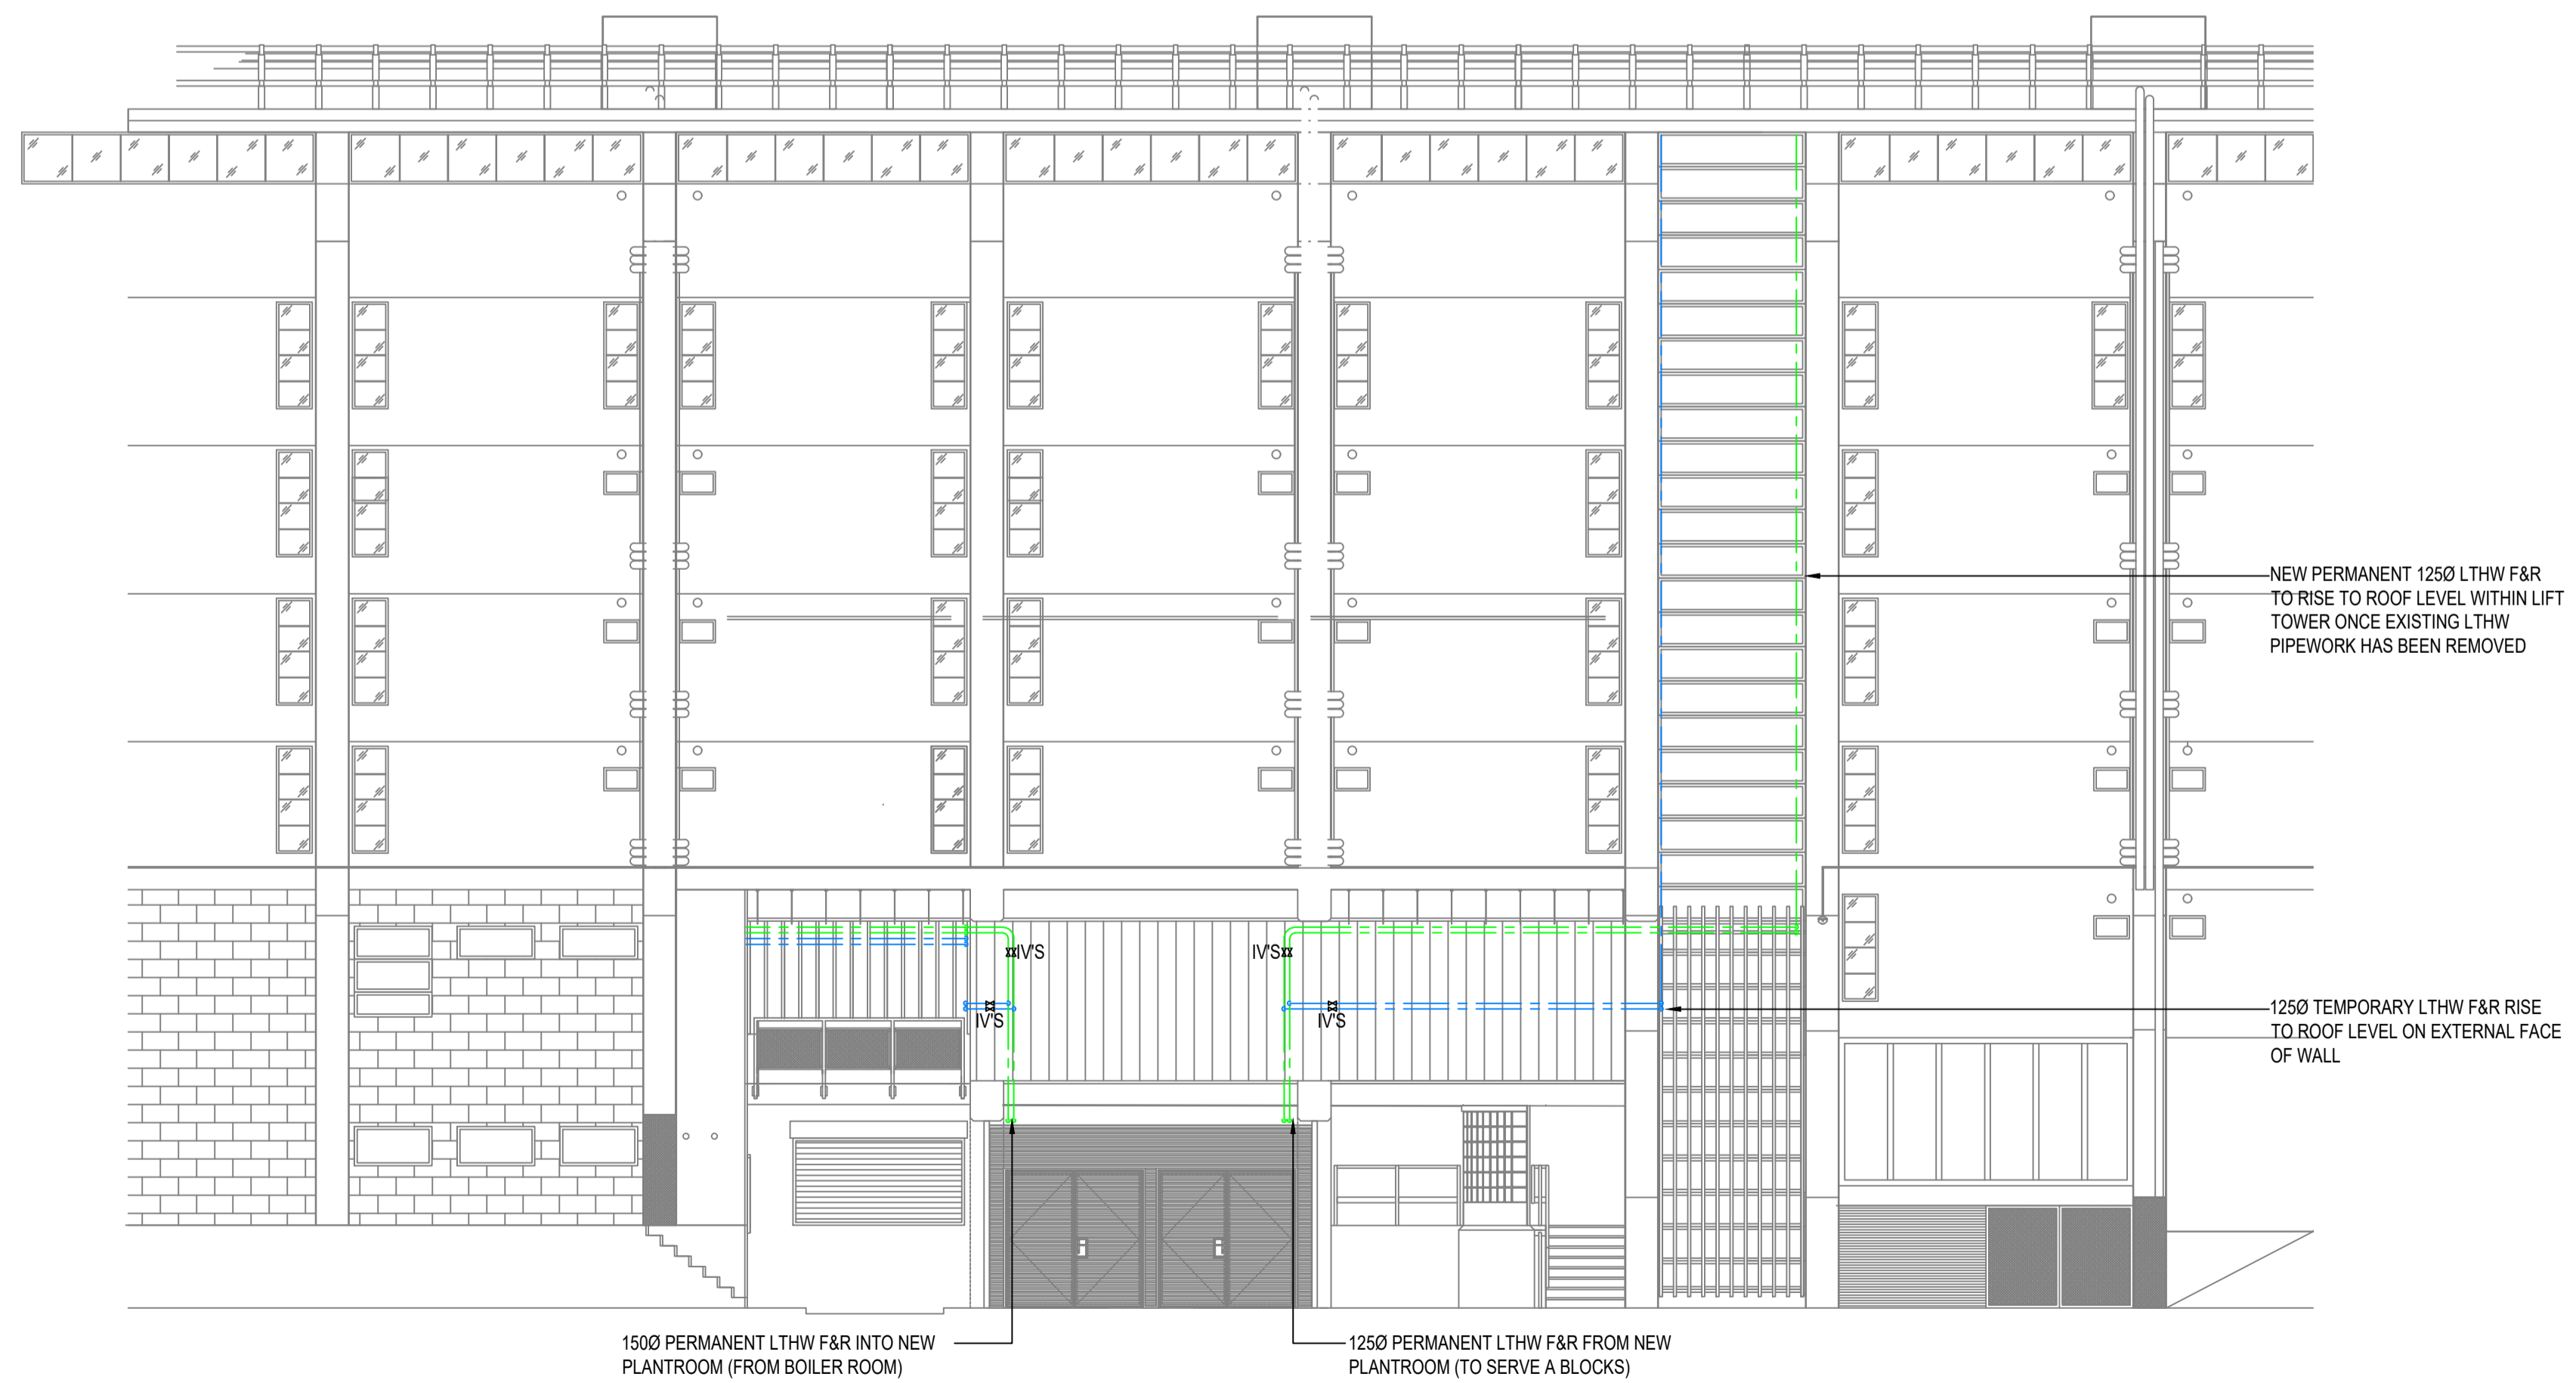 NEW PERMANENT 125Ø LTHW F&R
TO RISE TO ROOF LEVEL WITHIN LIFT
TOWER ONCE EXISTING LTHW
PIPEWORK HAS BEEN REMOVED
IV'S
IV'S
IV'S
IV'S
125Ø TEMPORARY LTHW F&R RISE
TO ROOF LEVEL ON EXTERNAL FACE
OF WALL
150Ø PERMANENT LTHW F&R INTO NEW
PLANTROOM (FROM BOILER ROOM)
125Ø PERMANENT LTHW F&R FROM NEW
PLANTROOM (TO SERVE A BLOCKS)